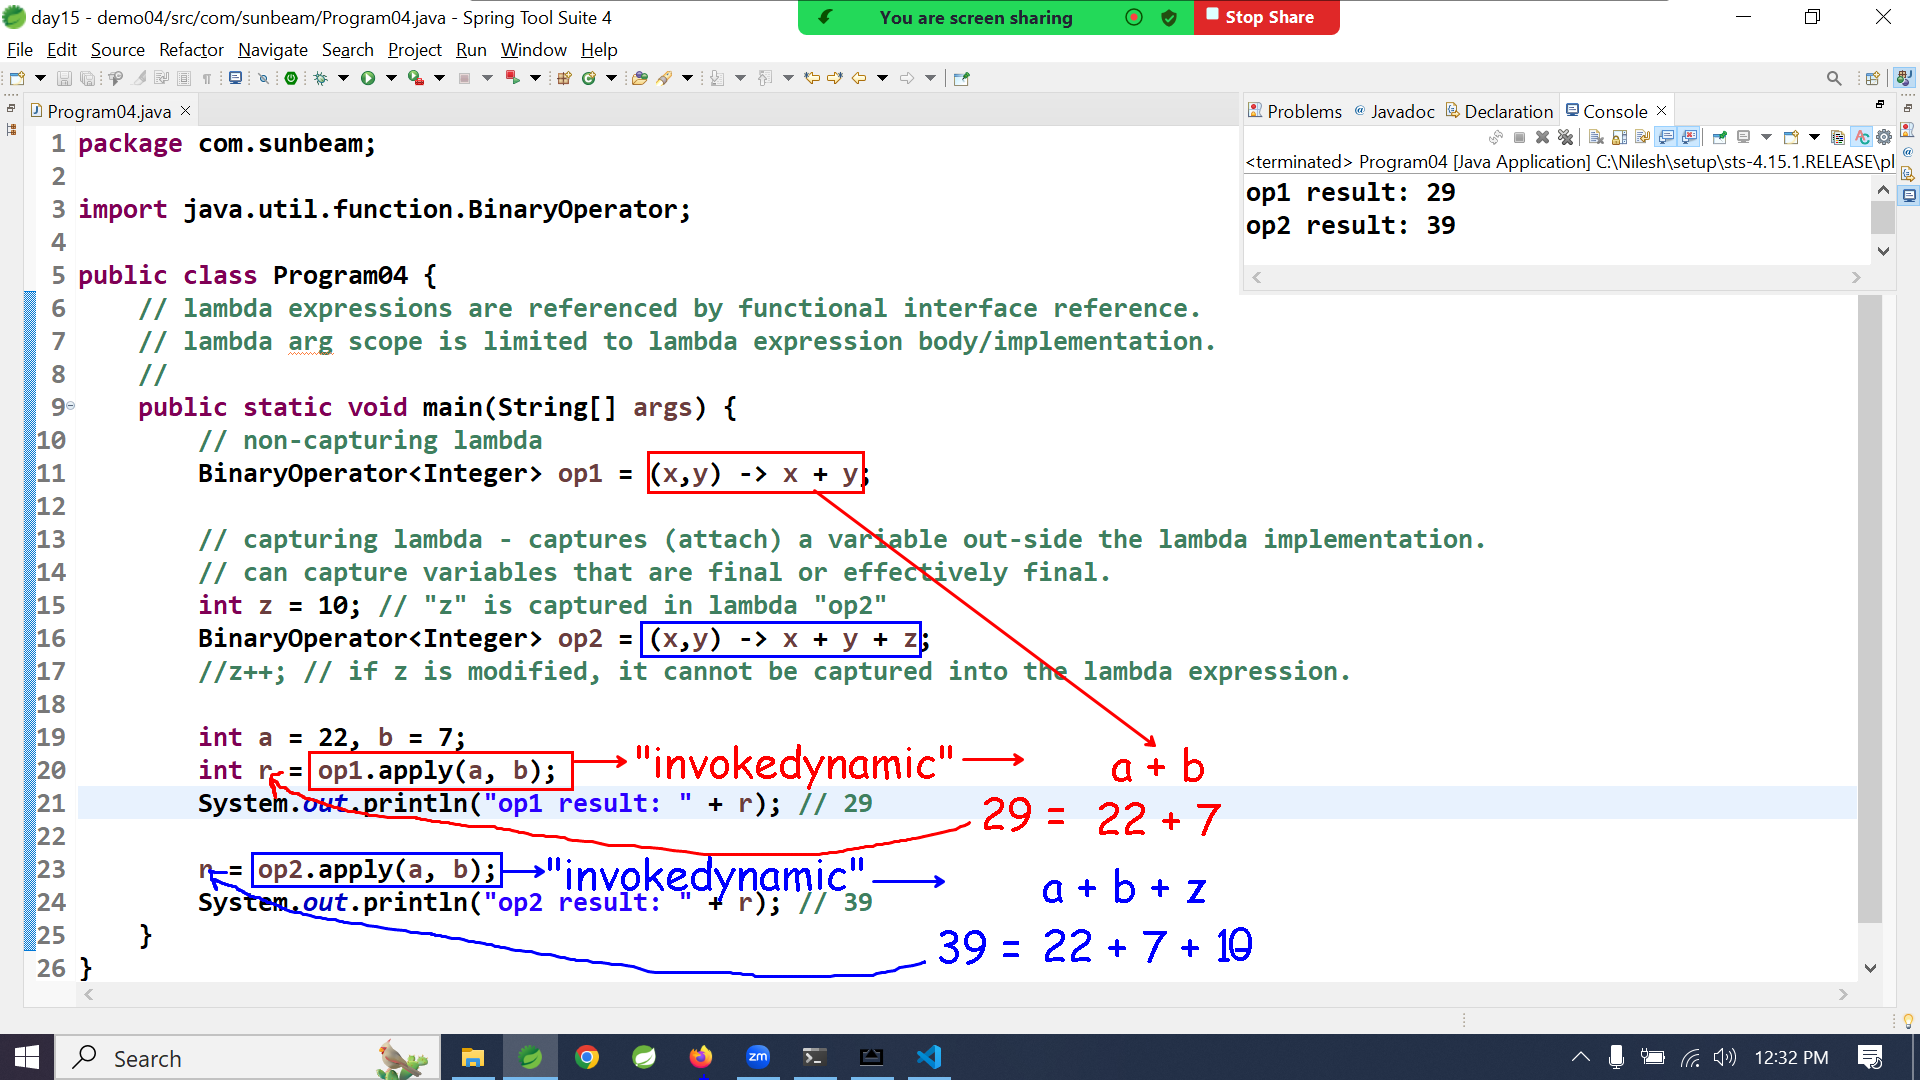 day15 - demo04/src/com/sunbeam/Program04.java - Spring Tool Suite 4
You are screen sharing
Stop Share
File Edit Source Refactor Navigate Search Project Run Window Help
Program04.java
1 package com.sunbeam;
2
3 import java.util.function.BinaryOperator;
4
5 public class Program04 {
6 // lambda expressions are referenced by functional interface reference.
7 // lambda arg scope is limited to lambda expression body/implementation.
8 //
9 public static void main(String[] args) {
10 // non-capturing lambda
11 BinaryOperator<Integer> op1 = (x,y) -> x + y;
12
13 // capturing lambda - captures (attach) a variable out-side the lambda implementation.
14 // can capture variables that are final or effectively final.
15 int z = 10; // "z" is captured in lambda "op2"
16 BinaryOperator<Integer> op2 = (x,y) -> x + y + z;
17 //z++; // if z is modified, it cannot be captured into the lambda expression.
18
19 int a = 22, b = 7;
20 int r = op1.apply(a, b);
"invokedynamic"
a + b
21 System.out.println("op1 result: " + r); // 29
29 = 22 + 7
22
23 r = op2.apply(a, b);
"invokedynamic"
a + b + z
24 System.out.println("op2 result: " + r); // 39
39 = 22 + 7 + 10
25 }
26 }
Problems @ Javadoc Declaration Console
<terminated> Program04 [Java Application] C:\Nilesh\setup\sts-4.15.1.RELEASE\pl
op1 result: 29
op2 result: 39
Search
zm
12:32 PM